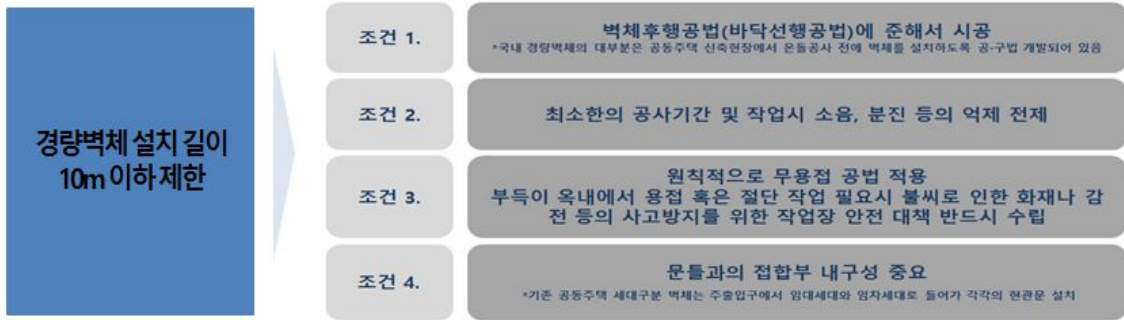 경량벽체 설치 길이
10m 이하 제한
조건 1.
벽체후행공법(바닥선행공법)에 준해서 시공
*국내 경량벽체의 대부분은 공동주택 신축현장에서 온돌공사 전에 벽체를 설치하도록 공·구법 개발되어 있음
조건 2.
최소한의 공사기간 및 작업시 소음, 분진 등의 억제 전제
조건 3.
원칙적으로 무용접 공법 적용
부득이 옥내에서 용접 혹은 절단 작업 필요시 불씨로 인한 화재나 감
전 등의 사고방지를 위한 작업장 안전 대책 반드시 수립
조건 4.
문틀과의 접합부 내구성 중요
*기존 공동주택 세대구분 벽체는 주출입구에서 임대세대와 임차세대로 들어가 각각의 현관문 설치